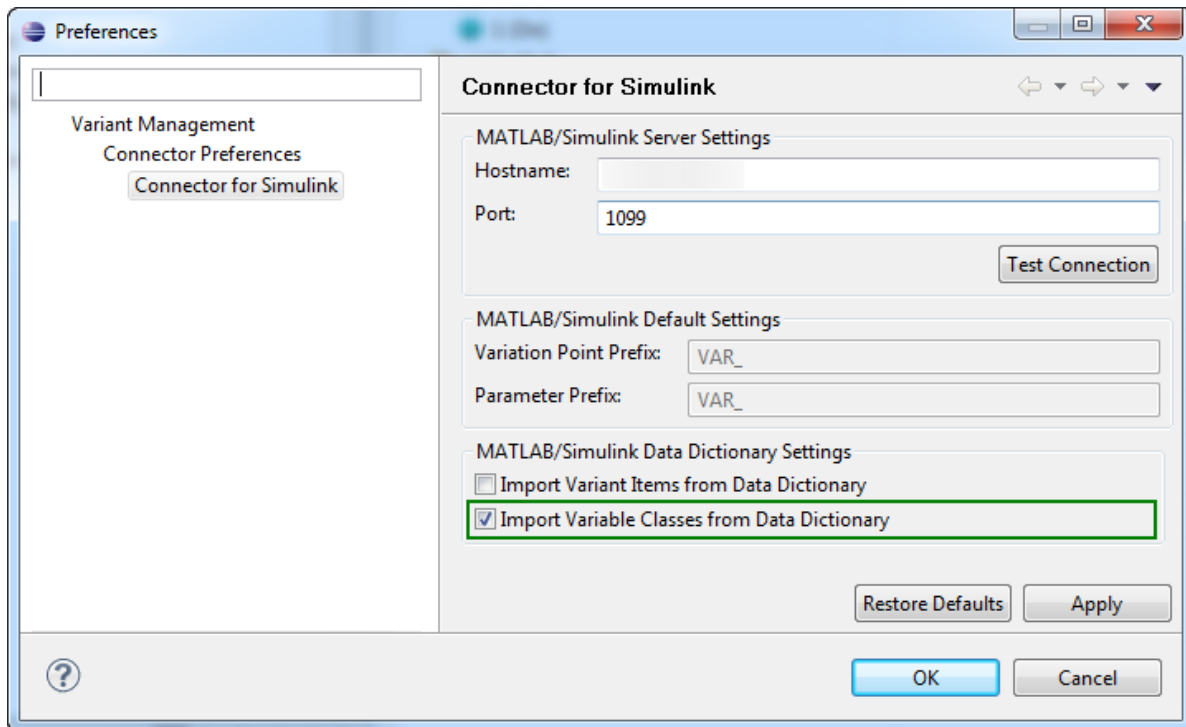 Preferences
Connector for Simulink
Variant Management
Connector Preferences
Connector for Simulink
MATLAB/Simulink Server Settings
Hostname:
Port: 1099
Test Connection
MATLAB/Simulink Default Settings
Variation Point Prefix: VAR_
Parameter Prefix: VAR_
MATLAB/Simulink Data Dictionary Settings
Import Variant Items from Data Dictionary
Import Variable Classes from Data Dictionary
Restore Defaults Apply
? OK Cancel